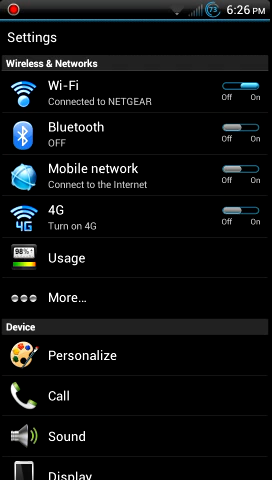 73 6:26 PM
Settings
Wireless & Networks
Wi-Fi
Connected to NETGEAR
Off On
Bluetooth
OFF
Off On
Mobile network
Connect to the Internet
Off On
4G
4G
Turn on 4G
Off On
98%
Usage
More...
Device
Personalize
Call
Sound
Display